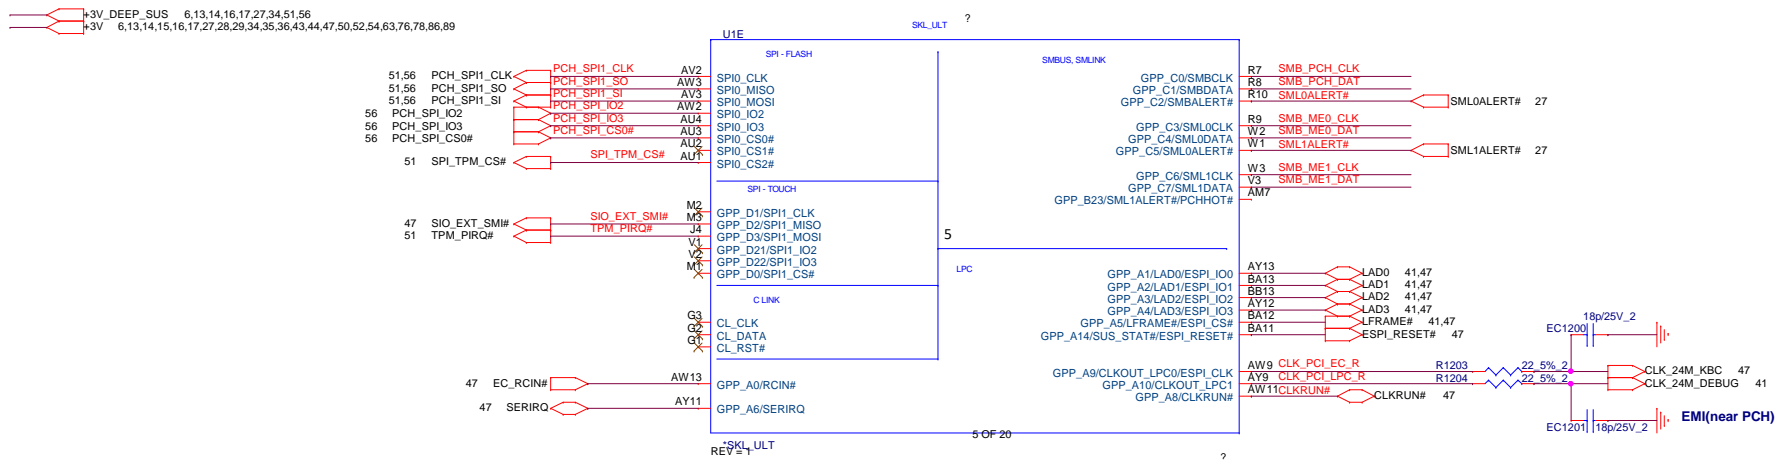 +3V_DEEP_SUS 6,13,14,16,17,27,34,51,56
+3V 6,13,14,15,16,17,27,28,29,34,35,36,43,44,47,50,52,54,63,76,78,86,89
?
SKL_ULT
U1E
SPI - FLASH
SMBUS, SMLINK
51,56 PCH_SPI1_CLK PCH_SPI1_CLK AV2 SPI0_CLK
51,56 PCH_SPI1_SO PCH_SPI1_SO AW3 SPI0_MISO
51,56 PCH_SPI1_SI PCH_SPI1_SI AV3 SPI0_MOSI
56 PCH_SPI_IO2 PCH_SPI_IO2 AW2 SPI0_IO2
56 PCH_SPI_IO3 PCH_SPI_IO3 AU4 SPI0_IO3
56 PCH_SPI_CS0# PCH_SPI_CS0# AU3 SPI0_CS0#
AU2 SPI0_CS1#
51 SPI_TPM_CS# SPI_TPM_CS# AU1 SPI0_CS2#
GPP_C0/SMBCLK R7 SMB_PCH_CLK
GPP_C1/SMBDATA R8 SMB_PCH_DAT
GPP_C2/SMBALERT# R10 SML0ALERT# SML0ALERT# 27
GPP_C3/SML0CLK R9 SMB_ME0_CLK
GPP_C4/SML0DATA W2 SMB_ME0_DAT
GPP_C5/SML0ALERT# W1 SML1ALERT# SML1ALERT# 27
GPP_C6/SML1CLK W3 SMB_ME1_CLK
GPP_C7/SML1DATA V3 SMB_ME1_DAT
GPP_B23/SML1ALERT#/PCHHOT# AM7
SPI - TOUCH
M2 GPP_D1/SPI1_CLK
47 SIO_EXT_SMI# SIO_EXT_SMI# M3 GPP_D2/SPI1_MISO
51 TPM_PIRQ# TPM_PIRQ# J4 GPP_D3/SPI1_MOSI
V1 GPP_D21/SPI1_IO2
V2 GPP_D22/SPI1_IO3
M1 GPP_D0/SPI1_CS#
5
LPC
GPP_A1/LAD0/ESPI_IO0 AY13 LAD0 41,47
GPP_A2/LAD1/ESPI_IO1 BA13 LAD1 41,47
GPP_A3/LAD2/ESPI_IO2 BB13 LAD2 41,47
GPP_A4/LAD3/ESPI_IO3 AY12 LAD3 41,47
GPP_A5/LFRAME#/ESPI_CS# BA12 LFRAME# 41,47
GPP_A14/SUS_STAT#/ESPI_RESET# BA11 ESPI_RESET# 47
C LINK
G3 CL_CLK
G2 CL_DATA
G1 CL_RST#
EC1200 18p/25V_2
GPP_A9/CLKOUT_LPC0/ESPI_CLK AW9 CLK_PCI_EC_R R1203 22_5%_2 CLK_24M_KBC 47
GPP_A10/CLKOUT_LPC1 AY9 CLK_PCI_LPC_R R1204 22_5%_2 CLK_24M_DEBUG 41
GPP_A8/CLKRUN# AW11 CLKRUN# CLKRUN# 47
47 EC_RCIN# AW13 GPP_A0/RCIN#
47 SERIRQ AY11 GPP_A6/SERIRQ
EC1201 18p/25V_2
EMI(near PCH)
5 OF 20
*SKL_ULT
REV = 1
?